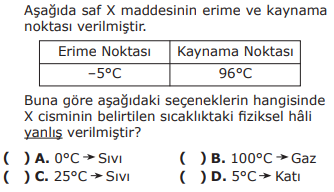 Aşağıda saf X maddesinin erime ve kaynama
noktası verilmiştir.
Erime Noktası Kaynama Noktası
–5°C 96°C
Buna göre aşağıdaki seçeneklerin hangisinde
X cisminin belirtilen sıcaklıktaki fiziksel hâli
yanlış verilmiştir?
( ) A. 0°C → Sıvı ( ) B. 100°C → Gaz
( ) C. 25°C → Sıvı ( ) D. 5°C → Katı